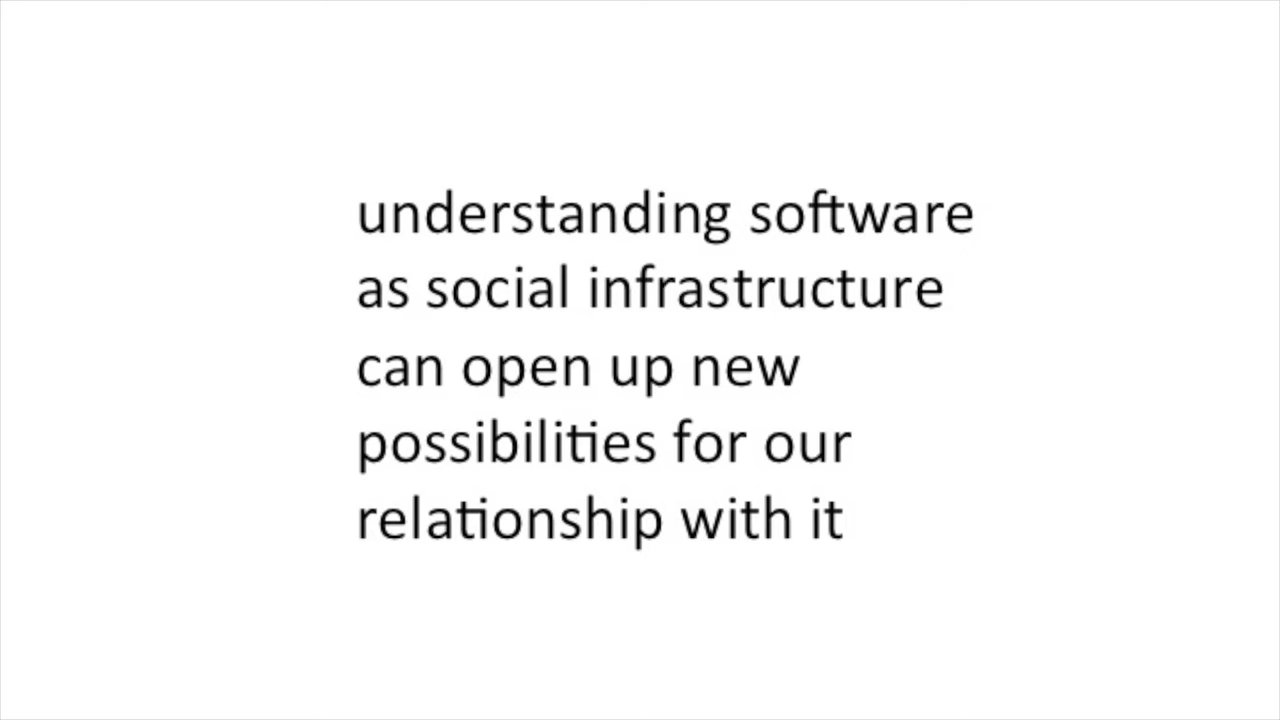 understanding software
as social infrastructure
can open up new
possibilities for our
relationship with it